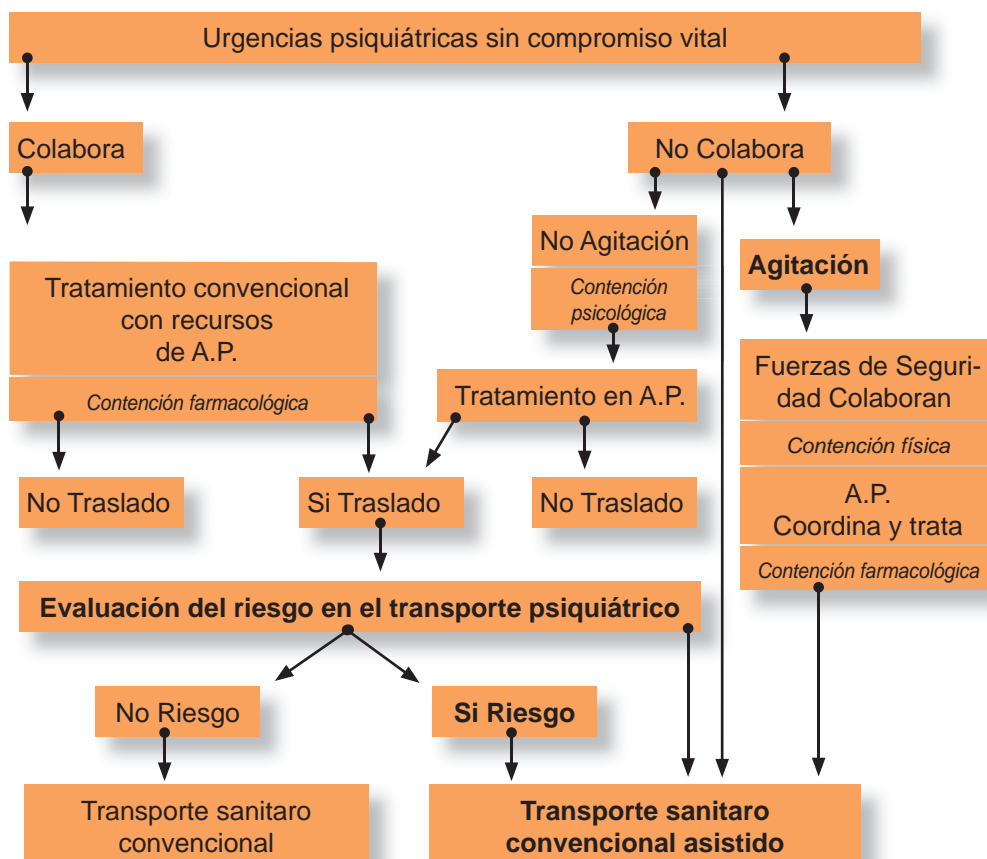 Urgencias psiquiátricas sin compromiso vital
Colabora
No Colabora
No Agitación
Contención
psicológica
Agitación
Tratamiento convencional
con recursos
de A.P.
Contención farmacológica
Tratamiento en A.P.
Fuerzas de Seguri-
dad Colaboran
Contención física
A.P.
Coordina y trata
Contención farmacológica
No Traslado
Si Traslado
No Traslado
Evaluación del riesgo en el transporte psiquiátrico
No Riesgo
Si Riesgo
Transporte sanitaro
convencional
Transporte sanitaro
convencional asistido